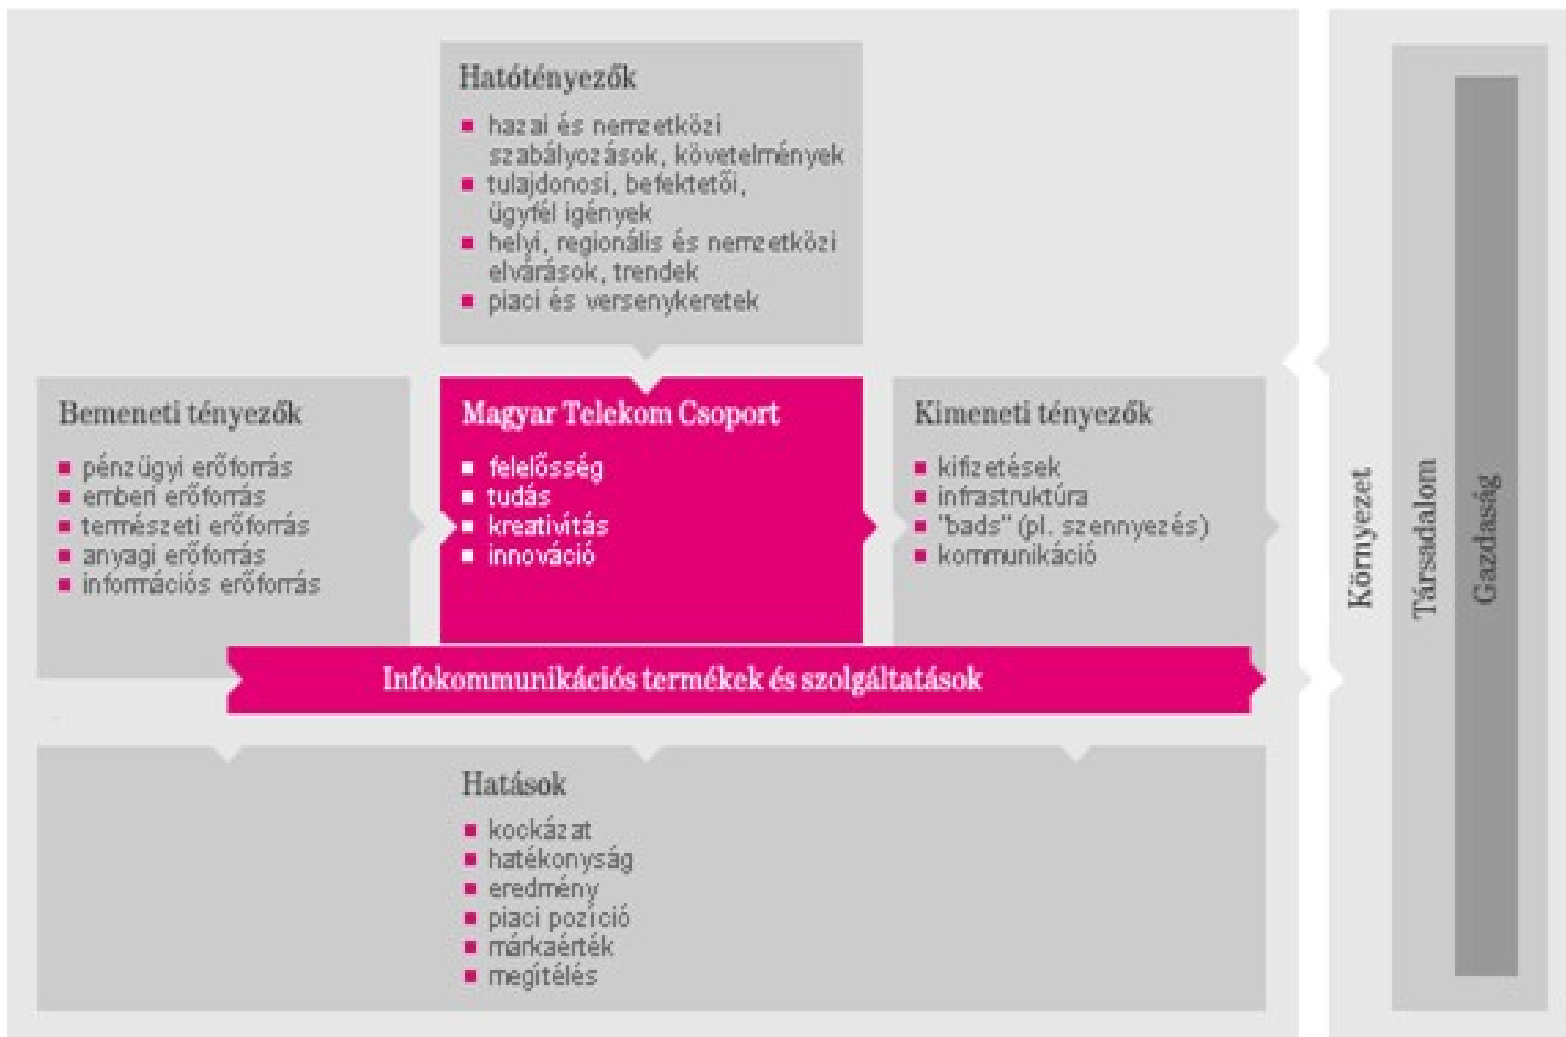 Hatótényezők
hazai és nemzetközi
szabályozások, követelmények
tulajdonosi, befektetői,
ügyfél igények
helyi, regionális és nemzetközi
elvárások, trendek
piaci és versenykeretek
Bemeneti tényezők
pénzügyi erőforrás
emberi erőforrás
természeti erőforrás
anyagi erőforrás
információs erőforrás
Magyar Telekom Csoport
felelősség
tudás
kreativítás
innováció
Kimeneti tényezők
kifizetések
infrastruktúra
"bads" (pl. szennyezés)
kommunikáció
Infokommunikációs termékek és szolgáltatások
Hatások
kockázat
hatékonyság
eredmény
piaci pozíció
márkaérték
megítélés
Környezet
Társadalom
Gazdaság